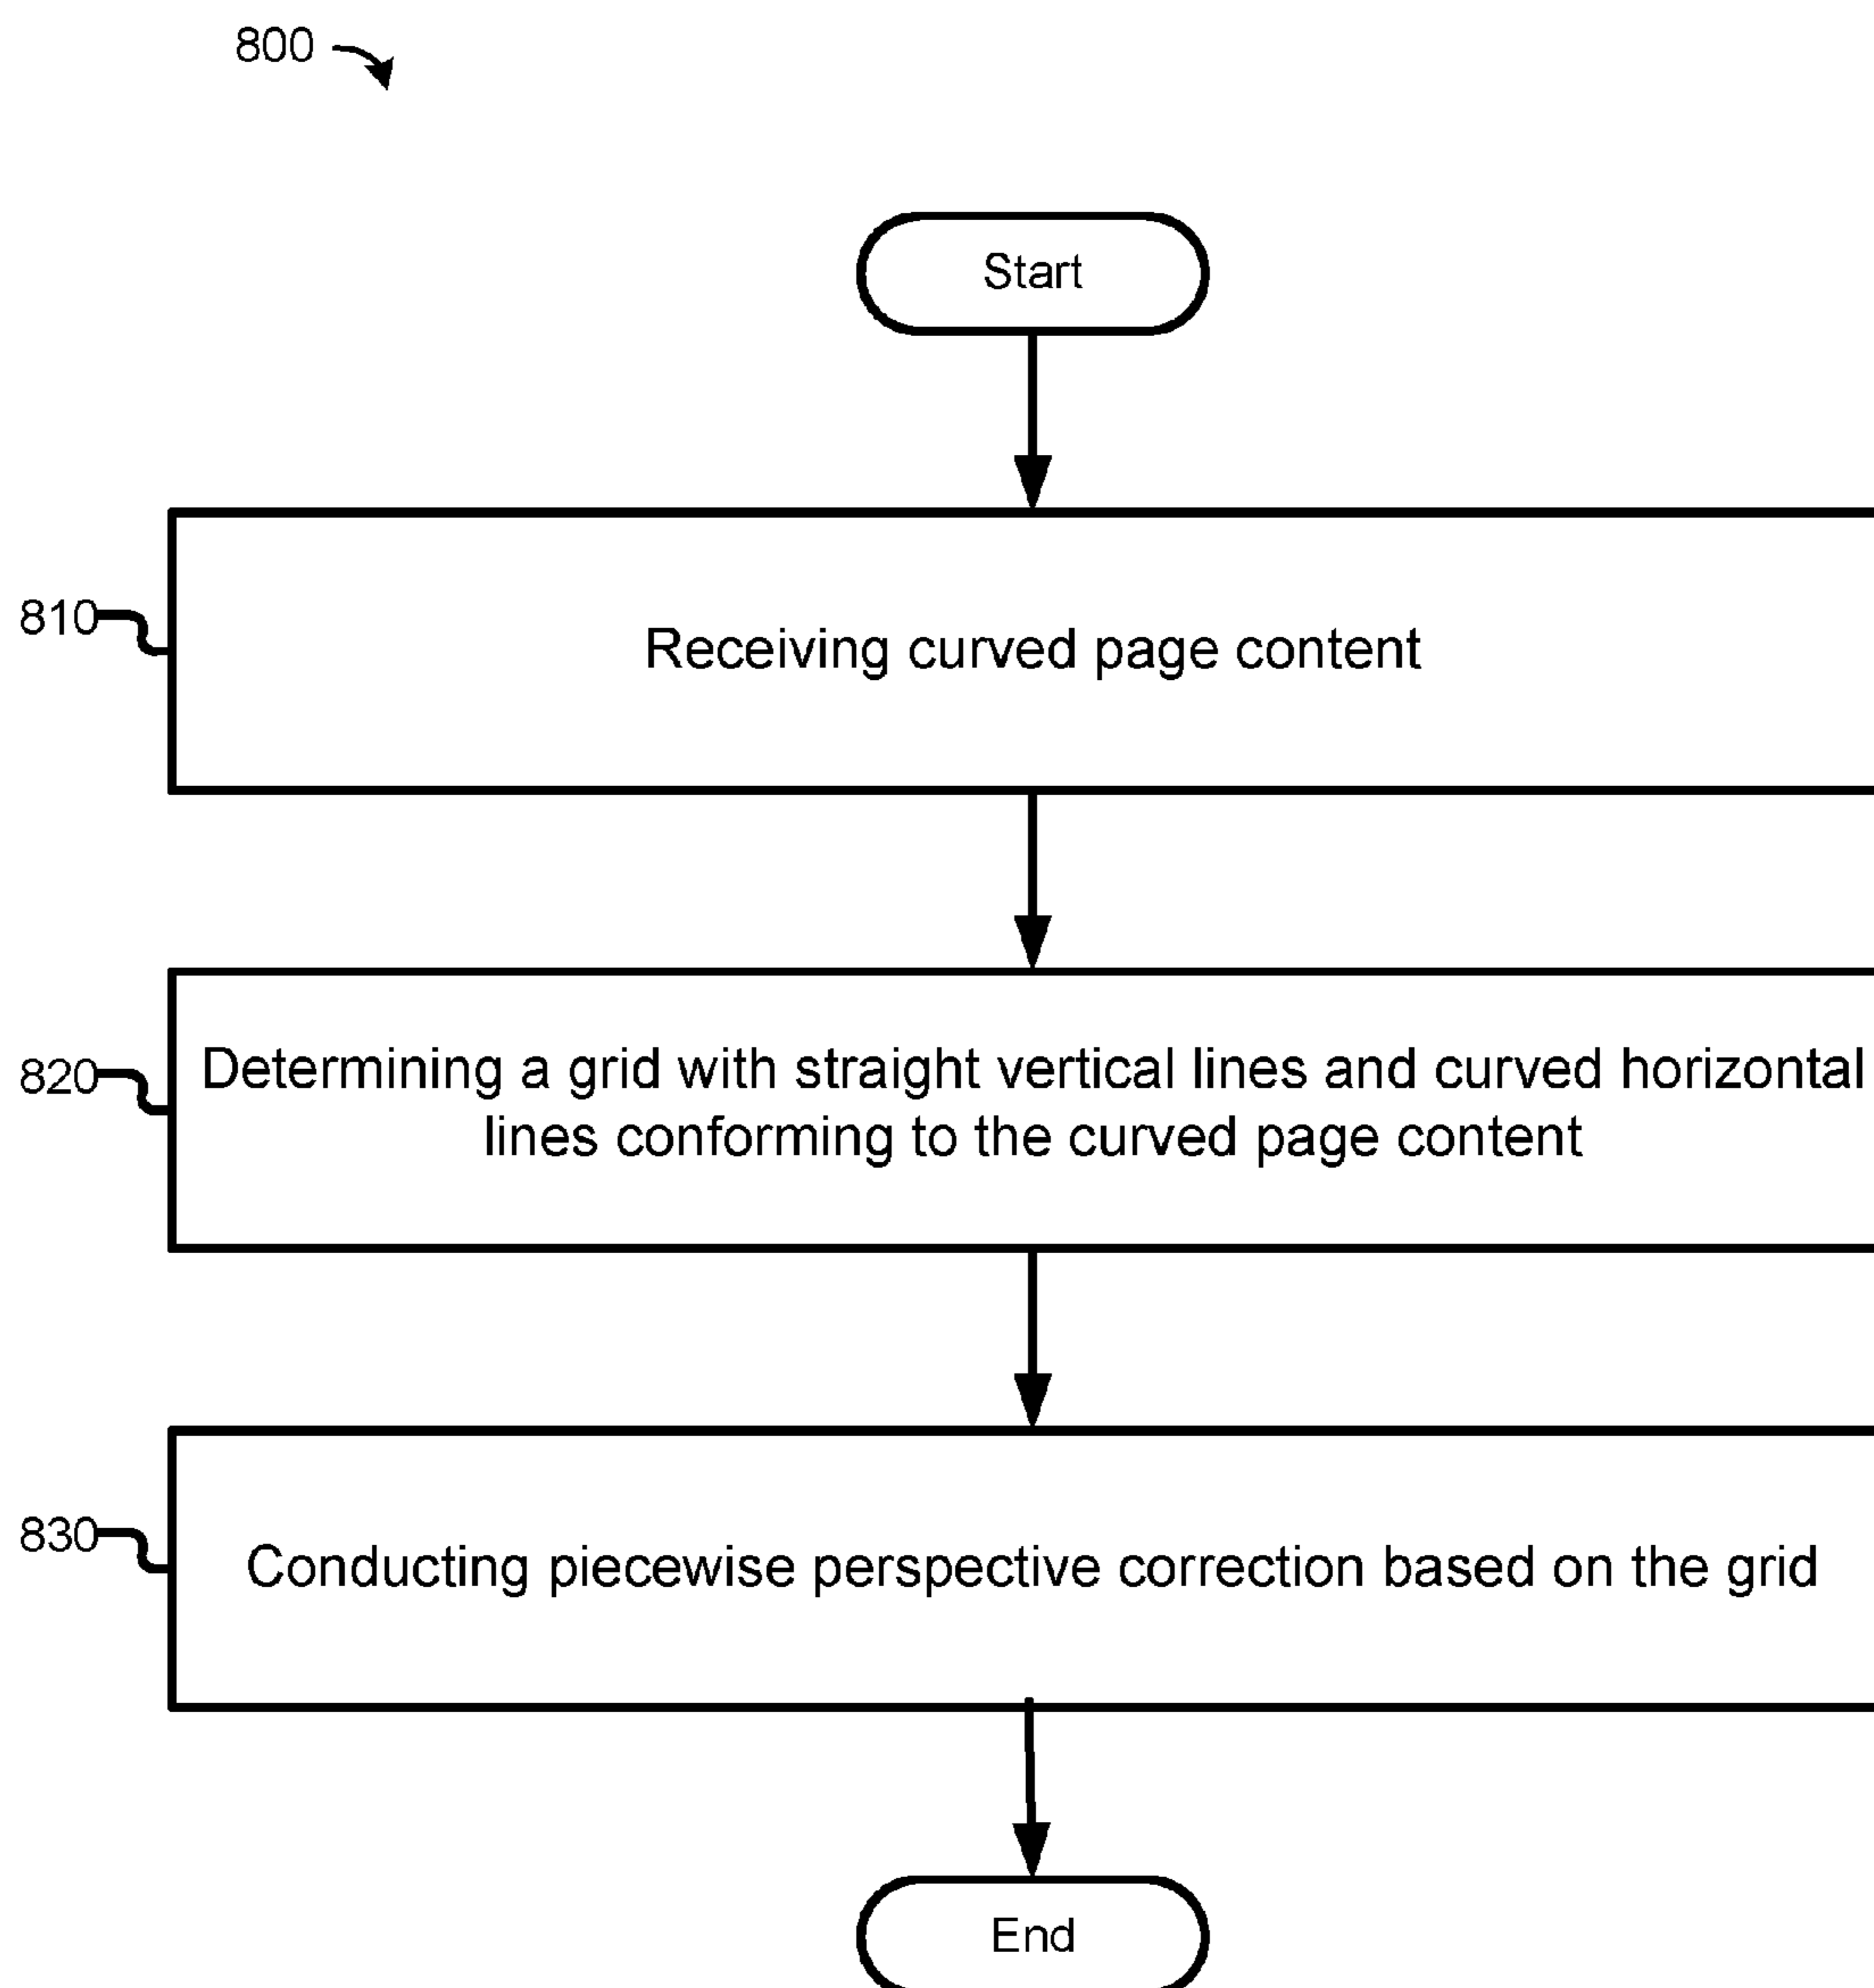 800
Start
810
Receiving curved page content
820
Determining a grid with straight vertical lines and curved horizontal
lines conforming to the curved page content
830
Conducting piecewise perspective correction based on the grid
End